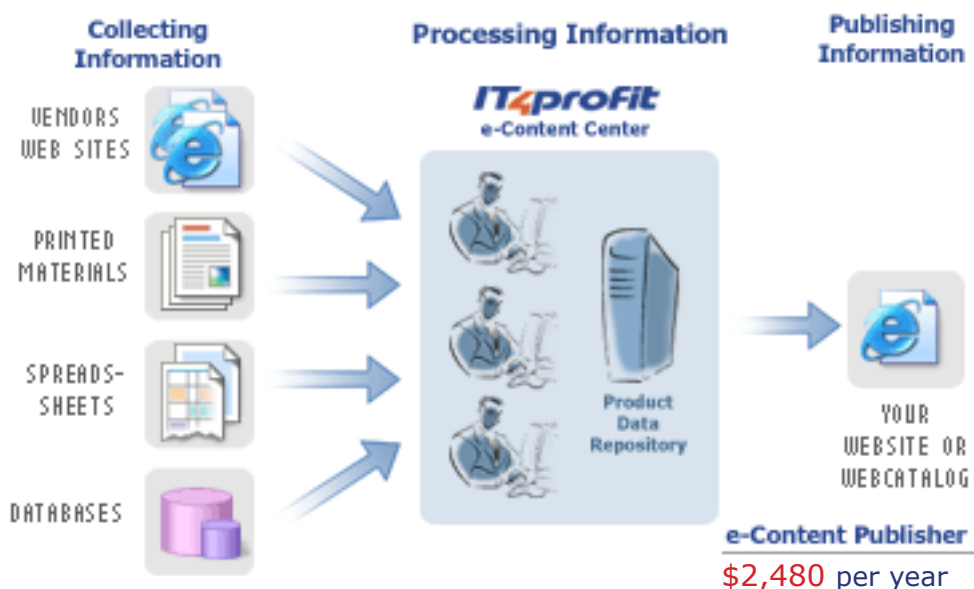 Collecting
Information
Processing Information
Publishing
Information
IT4profit
e-Content Center
VENDORS
WEB SITES
PRINTED
MATERIALS
SPREADS-
SHEETS
DATABASES
Product
Data
Repository
YOUR
WEBSITE OR
WEBCATALOG
e-Content Publisher
$2,480 per year